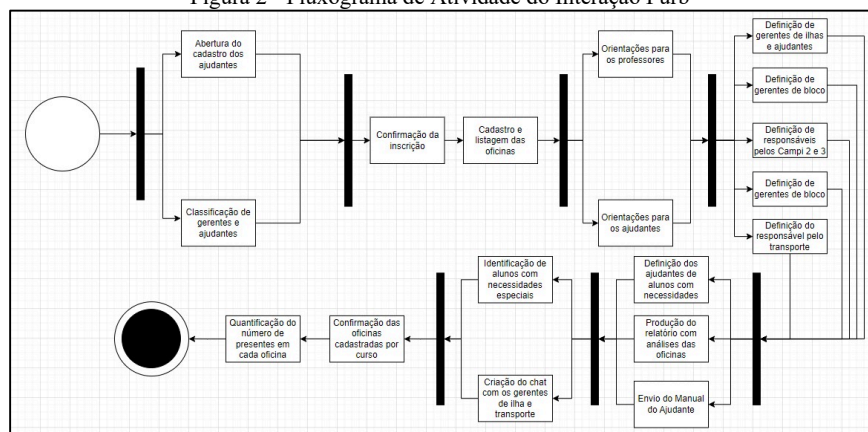 Figura 2 - Fluxograma de Atividade do Interação Furb
Abertura do
cadastro dos
ajudantes
Classificação de
gerentes e
ajudantes
Confirmação da
inscrição
Cadastro e
listagem das
oficinas
Orientações para
os professores
Orientações para
os ajudantes
Definição de
gerentes de ilhas
e ajudantes
Definição de
gerentes de bloco
Definição de
responsáveis
pelos Campi 2 e 3
Definição de
gerentes de bloco
Definição do
responsável pelo
transporte
Definição dos
ajudantes de
alunos com
necessidades
Produção do
relatório com
análises das
oficinas
Envio do Manual
do Ajudante
Identificação de
alunos com
necessidades
especiais
Criação do chat
com os gerentes
de ilha e
transporte
Confirmação das
oficinas
cadastradas por
curso
Quantificação do
número de
presentes em
cada oficina